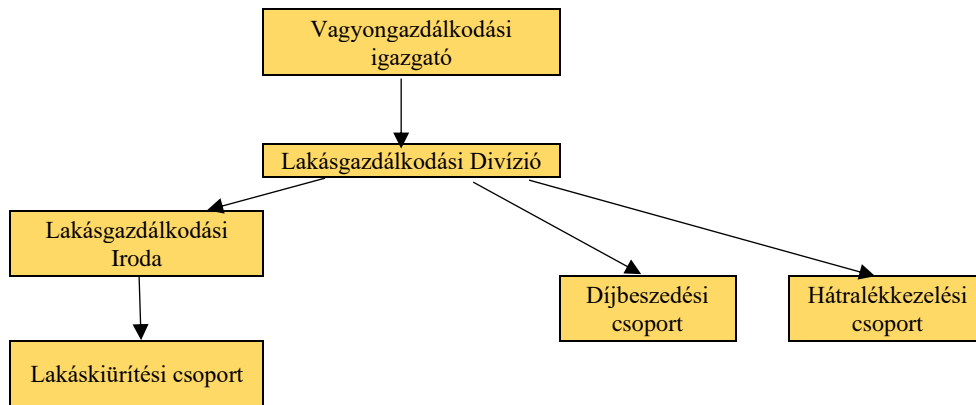 Vagyongazdálkodási
igazgató
Lakásgazdálkodási Divízió
Lakásgazdálkodási
Iroda
Díjbeszedési
csoport
Hátralékkezelési
csoport
Lakáskiürítési csoport